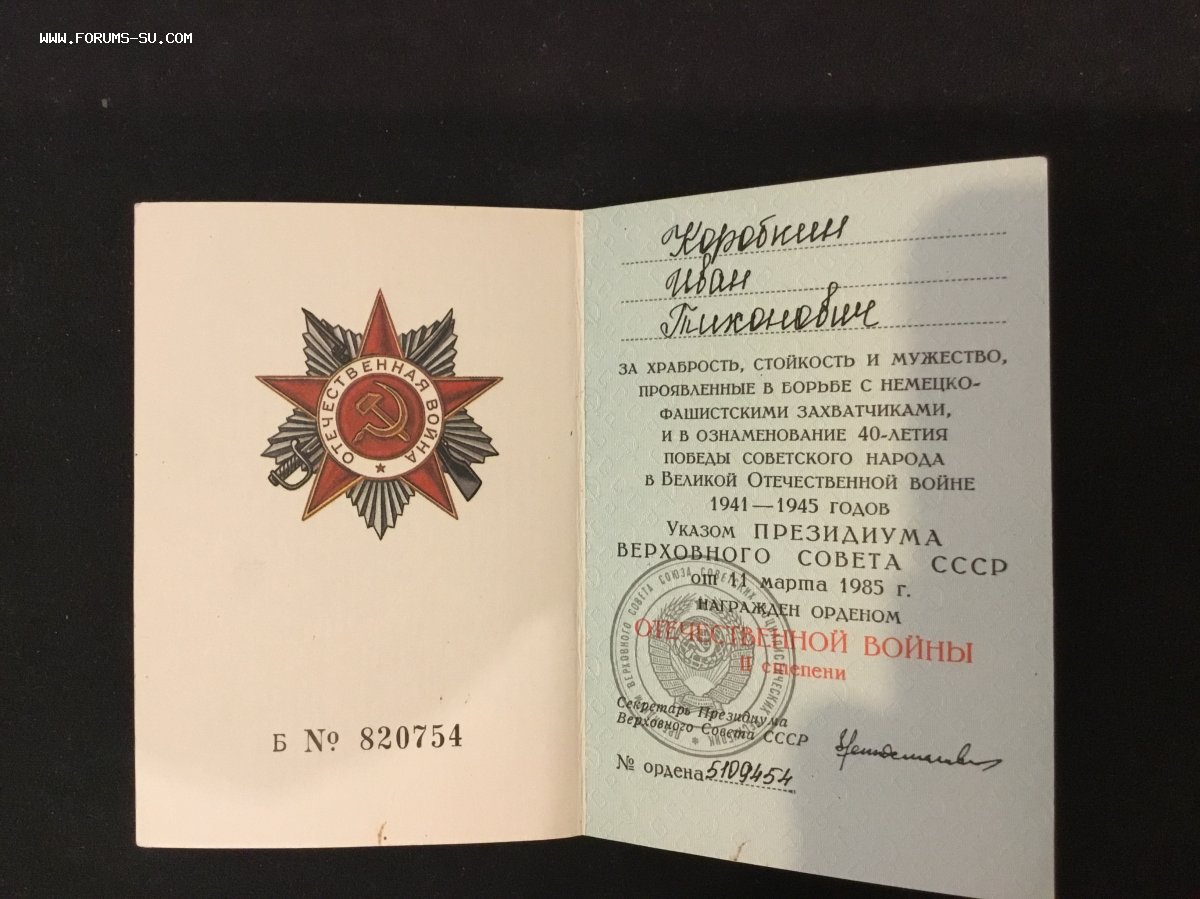 WWW.FORUMS-SU.COM
ОТЕЧЕСТВЕННАЯ ВОЙНА
Б № 820754
Коробкин
Иван
Тихонович
ЗА ХРАБРОСТЬ, СТОЙКОСТЬ И МУЖЕСТВО,
ПРОЯВЛЕННЫЕ В БОРЬБЕ С НЕМЕЦКО-
ФАШИСТСКИМИ ЗАХВАТЧИКАМИ,
И В ОЗНАМЕНОВАНИЕ 40-ЛЕТИЯ
ПОБЕДЫ СОВЕТСКОГО НАРОДА
В ВЕЛИКОЙ ОТЕЧЕСТВЕННОЙ ВОЙНЕ
1941—1945 ГОДОВ
УКАЗОМ ПРЕЗИДИУМА
ВЕРХОВНОГО СОВЕТА СССР
от 11 марта 1985 г.
НАГРАЖДЕН ОРДЕНОМ
ОТЕЧЕСТВЕННОЙ ВОЙНЫ
II степени
Секретарь Президиума
Верховного Совета СССР
№ ордена 5109454